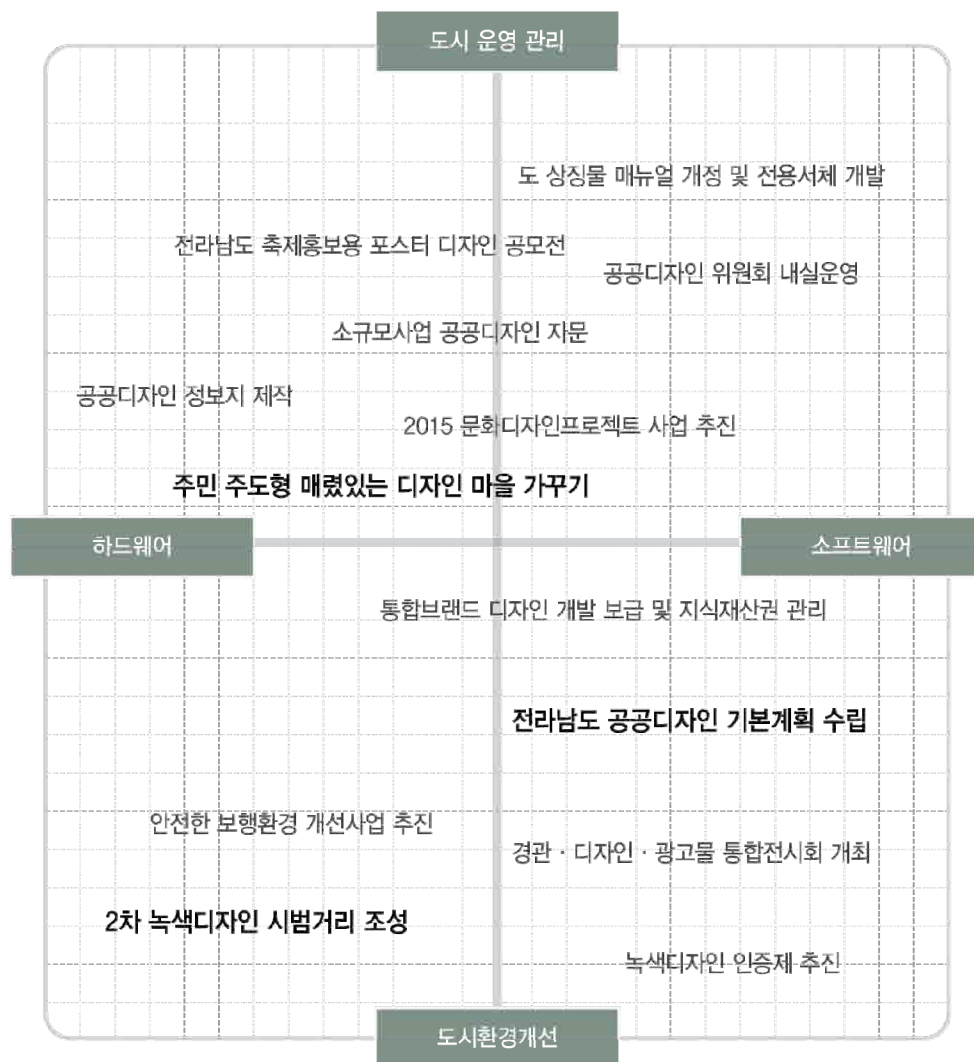 도시 운영 관리
도 상징물 매뉴얼 개정 및 전용서체 개발
전라남도 축제홍보용 포스터 디자인 공모전
공공디자인 위원회 내실운영
소규모사업 공공디자인 자문
공공디자인 정보지 제작
2015 문화디자인프로젝트 사업 추진
주민 주도형 매렸있는 디자인 마을 가꾸기
하드웨어
소프트웨어
통합브랜드 디자인 개발 보급 및 지식재산권 관리
전라남도 공공디자인 기본계획 수립
안전한 보행환경 개선사업 추진
경관 · 디자인 · 광고물 통합전시회 개최
2차 녹색디자인 시범거리 조성
녹색디자인 인증제 추진
도시환경개선